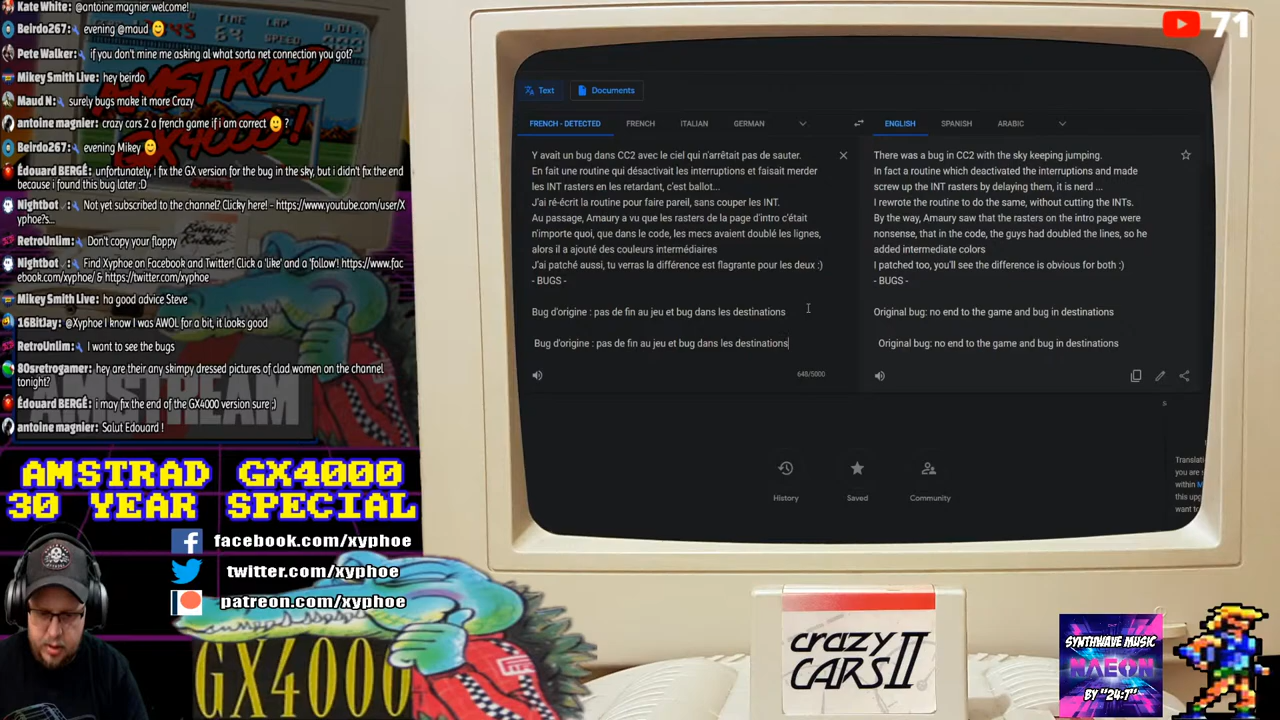 Kate White: @antoine magnier welcome!
Beirdo267: evening @maud
Pete Walker: if you don't mine me asking al what sorta net connection you got?
Mikey Smith Live: hey beirdo
Maud N: surely bugs make it more Crazy
antoine magnier: crazy cars 2 a french game if i am correct ?
Beirdo267: evening Mikey
Édouard BERGÉ: unfortunately, i fix the GX version for the bug in the sky, but i didn't fix the end
because i found this bug later :D
Nightbot: Not yet subscribed to the channel? Clicky here! - https://www.youtube.com/user/X
yphoe?s...
RetroUnlim: Don't copy your floppy
Nightbot: Find Xyphoe on Facebook and Twitter! Click a 'like' and a 'follow'! https://www.fac
ebook.com/xyphoe/ & https://twitter.com/xyphoe
Mikey Smith Live: ha good advice Steve
16BitJay: @Xyphoe I know I was AWOL for a bit, it looks good
RetroUnlim: I want to see the bugs
80sretrogamer: hey are their any skimpy dressed pictures of clad women on the channel
tonight?
Édouard BERGÉ: i may fix the end of the GX4000 version sure ;)
antoine magnier: Salut Edouard !
TIME
LAP
SPEED
64
AMSTRAD
AMSTREAM
AMSTRAD GX4000
30 YEAR SPECIAL
facebook.com/xyphoe
twitter.com/xyphoe
patreon.com/xyphoe
GX4000
71
Text
Documents
FRENCH - DETECTED
FRENCH
ITALIAN
GERMAN
ENGLISH
SPANISH
ARABIC
Y avait un bug dans CC2 avec le ciel qui n'arrêtait pas de sauter.
En fait une routine qui désactivait les interruptions et faisait merder
les INT rasters en les retardant, c'est ballot...
J'ai ré-écrit la routine pour faire pareil, sans couper les INT.
Au passage, Amaury a vu que les rasters de la page d'intro c'était
n'importe quoi, que dans le code, les mecs avaient doublé les lignes,
alors il a ajouté des couleurs intermédiaires
J'ai patché aussi, tu verras la différence est flagrante pour les deux :)
- BUGS -
Bug d'origine : pas de fin au jeu et bug dans les destinations
Bug d'origine : pas de fin au jeu et bug dans les destinations
648/5000
There was a bug in CC2 with the sky keeping jumping.
In fact a routine which deactivated the interruptions and made
screw up the INT rasters by delaying them, it is nerd ...
I rewrote the routine to do the same, without cutting the INTs.
By the way, Amaury saw that the rasters on the intro page were
nonsense, that in the code, the guys had doubled the lines, so he
added intermediate colors
I patched too, you'll see the difference is obvious for both :)
- BUGS -
Original bug: no end to the game and bug in destinations
Original bug: no end to the game and bug in destinations
s
Translati
you are s
within M
this upg
want to
History
Saved
Community
crazy
CARS II
SYNTHWAVE MUSIC
NAEON
BY "24:7"